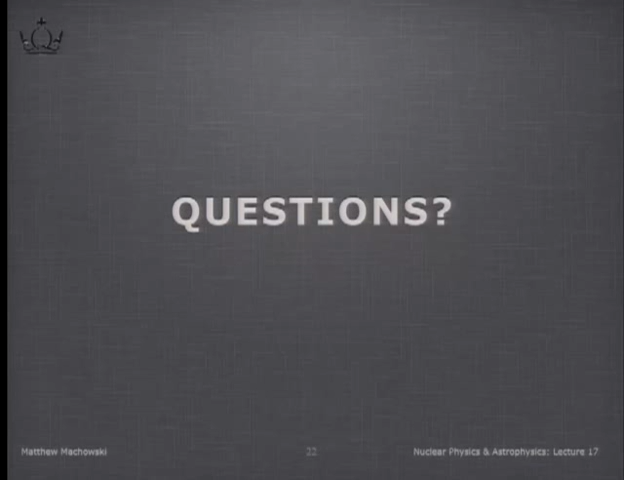 QUESTIONS?
Matthew Machowski
22
Nuclear Physics & Astrophysics: Lecture 17